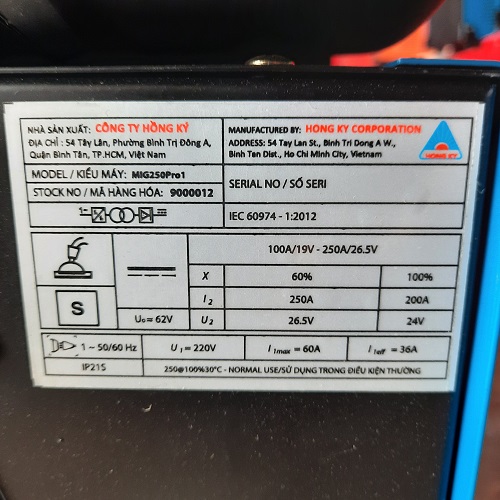 NHÀ SẢN XUẤT: CÔNG TY HỒNG KÝ
ĐỊA CHỈ: 54 Tây Lân, Phường Bình Trị Đông A,
Quận Bình Tân, TP.HCM, Việt Nam
MANUFACTURED BY: HONG KY CORPORATION
ADDRESS: 54 Tay Lan St., Binh Tri Dong A W.,
Binh Tan Dist., Ho Chi Minh City, Vietnam
HONG KY
MODEL / KIỂU MÁY: MIG250Pro1
STOCK NO / MÃ HÀNG HÓA: 9000012
SERIAL NO / SỐ SERI
1~
IEC 60974 - 1:2012
100A/19V - 250A/26.5V
X 60% 100%
I2 250A 200A
S
U0 = 62V U2 26.5V 24V
1 ~ 50/60 Hz U1 = 220V I1max = 60A I1eff = 36A
IP21S 250@100%30°C - NORMAL USE/SỬ DỤNG TRONG ĐIỀU KIỆN THƯỜNG